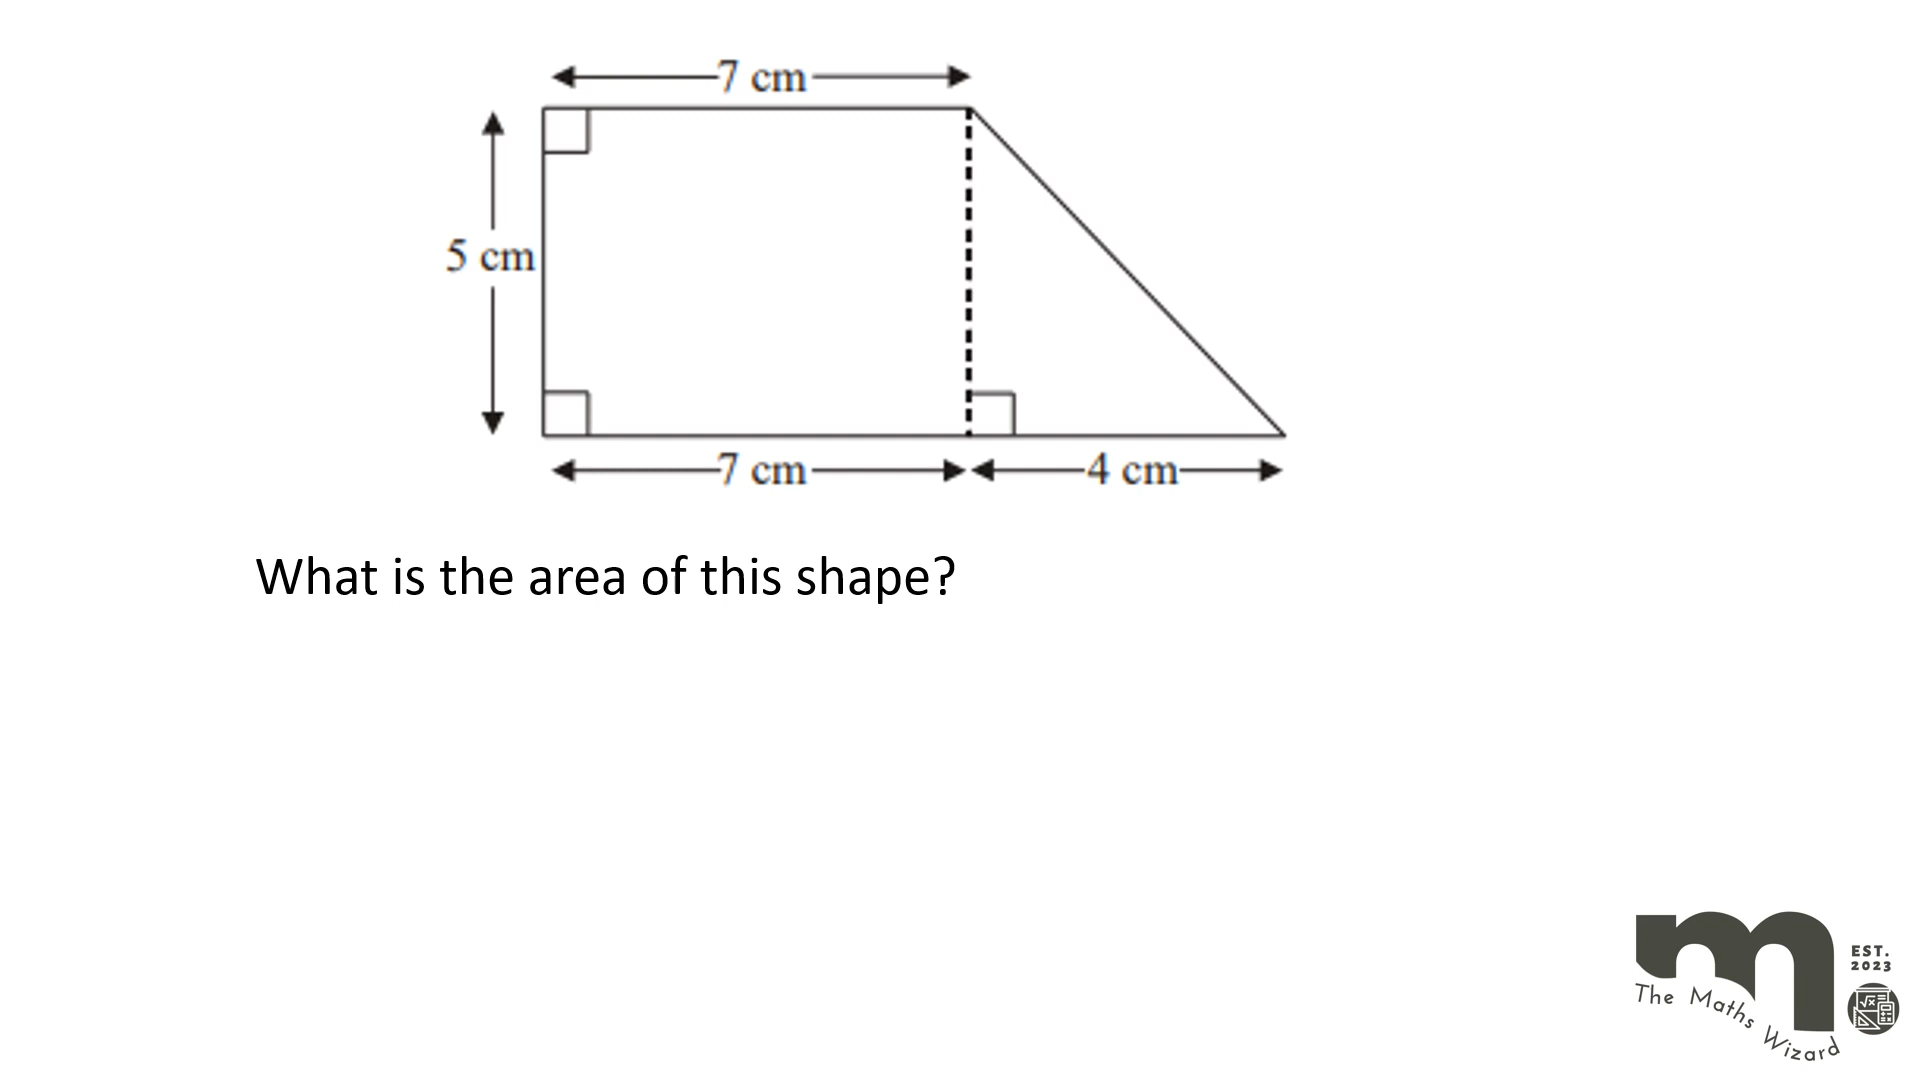 7 cm
5 cm
7 cm
4 cm
What is the area of this shape?
EST.
2023
The Maths Wizard